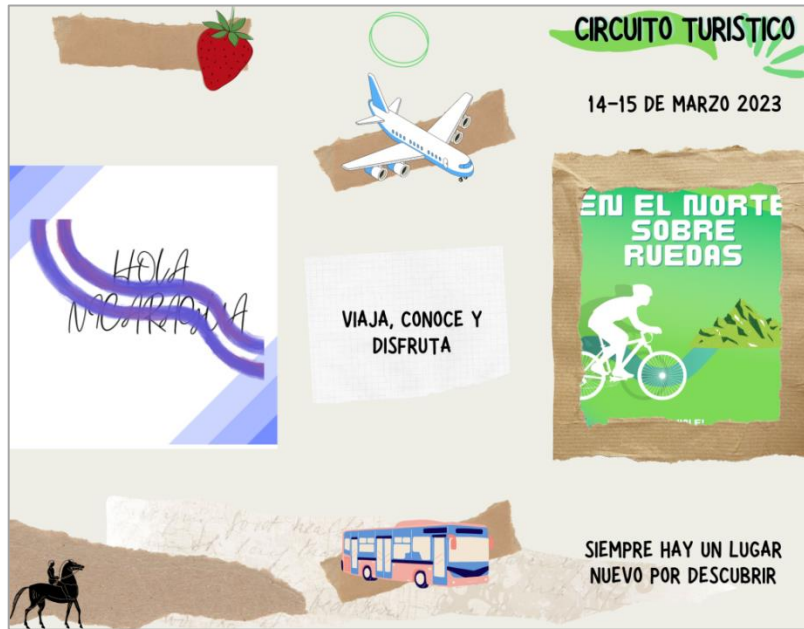 CIRCUITO TURISTICO
14-15 DE MARZO 2023
HOLA
NICARAGUA
VIAJA, CONOCE Y
DISFRUTA
EN EL NORTE
SOBRE
RUEDAS
SIEMPRE HAY UN LUGAR
NUEVO POR DESCUBRIR